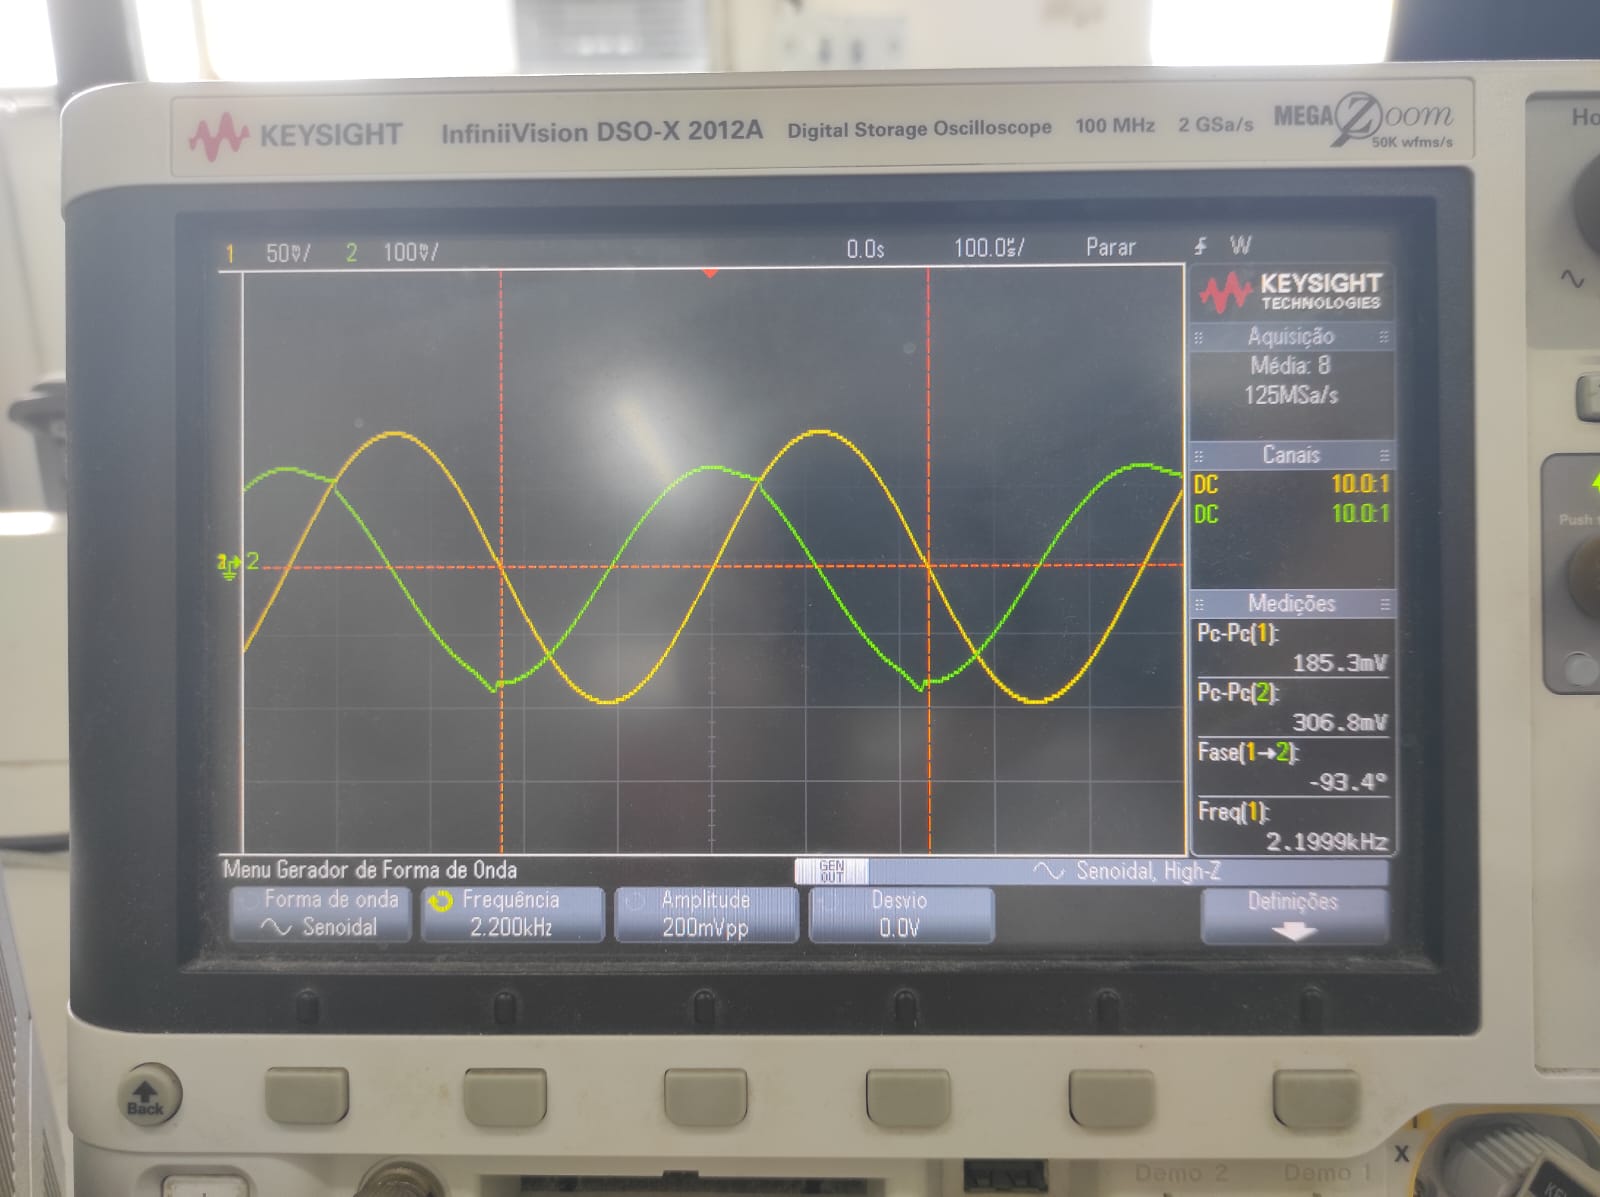 KEYSIGHT InfiniiVision DSO-X 2012A Digital Storage Oscilloscope 100 MHz 2 GSa/s MEGA Zoom
50K wfms/s
1 50mV/ 2 100mV/ 0.0s 100.0µs/ Parar W
KEYSIGHT
TECHNOLOGIES
Aquisição
Média: 8
125MSa/s
Canais
DC 10.0:1
DC 10.0:1
2
Medições
Pc-Pc(1):
185.3mV
Pc-Pc(2):
306.8mV
Fase(1→2):
-93.4°
Freq(1):
2.1999kHz
Menu Gerador de Forma de Onda
GEN
OUT
Senoidal, High-Z
Forma de onda
Senoidal
Frequência
2.200kHz
Amplitude
200mVpp
Desvio
0.0V
Definições
Back
Ho
Push
X
Demo 2
Demo 1